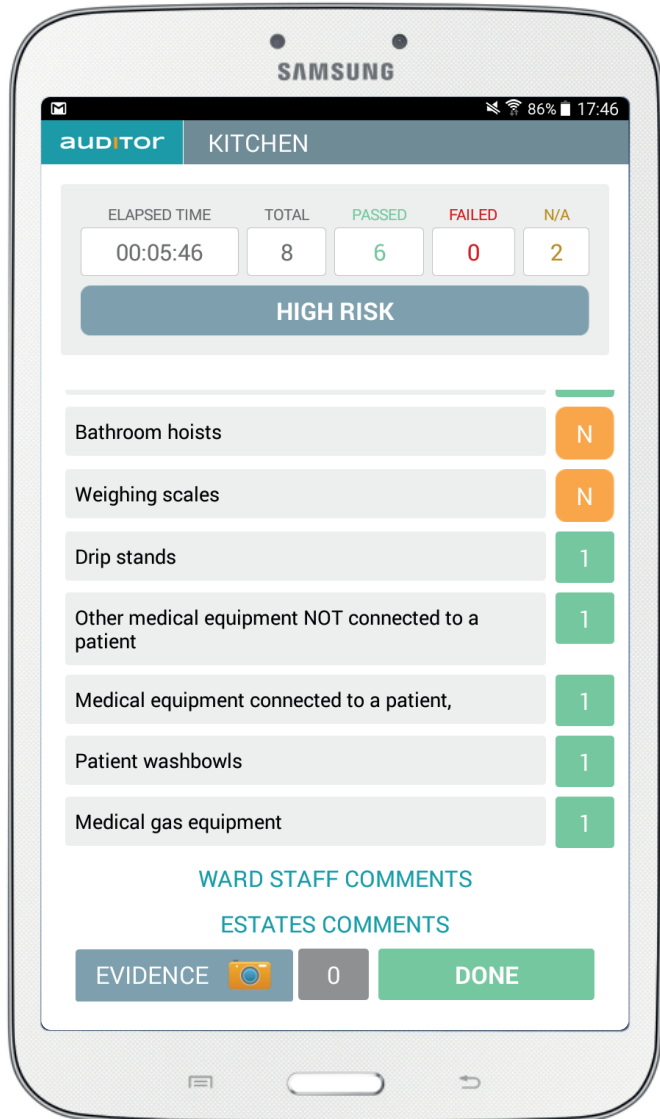 SAMSUNG
86% 17:46
auDITor KITCHEN
ELAPSED TIME TOTAL PASSED FAILED N/A
00:05:46 8 6 0 2
HIGH RISK
Bathroom hoists N
Weighing scales N
Drip stands 1
Other medical equipment NOT connected to a 1
patient
Medical equipment connected to a patient, 1
Patient washbowls 1
Medical gas equipment 1
WARD STAFF COMMENTS
ESTATES COMMENTS
EVIDENCE 0 DONE